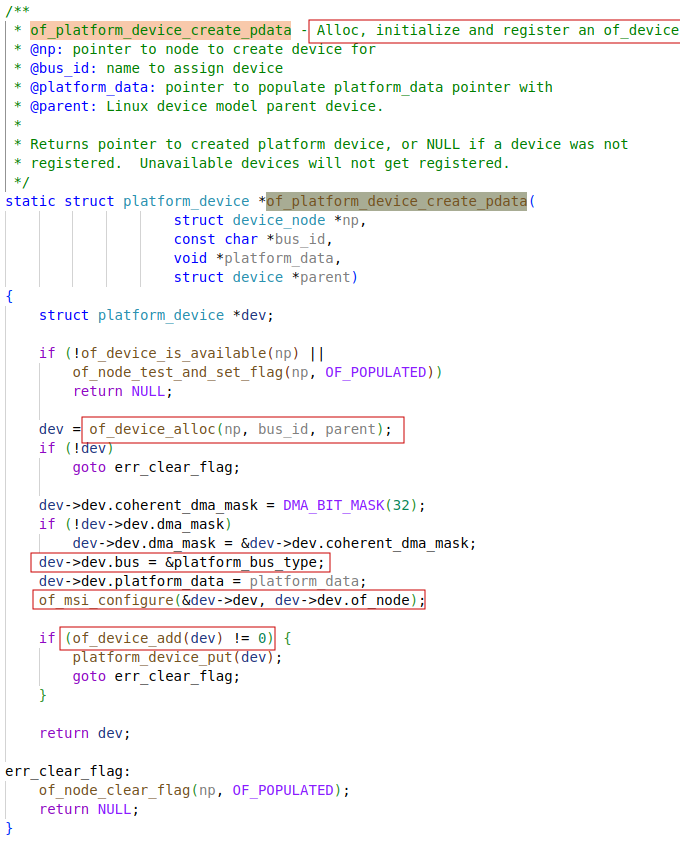 /**
 * of_platform_device_create_pdata - Alloc, initialize and register an of_device
 * @np: pointer to node to create device for
 * @bus_id: name to assign device
 * @platform_data: pointer to populate platform_data pointer with
 * @parent: Linux device model parent device.
 *
 * Returns pointer to created platform device, or NULL if a device was not
 * registered.  Unavailable devices will not get registered.
 */
static struct platform_device *of_platform_device_create_pdata(
                    struct device_node *np,
                    const char *bus_id,
                    void *platform_data,
                    struct device *parent)
{
    struct platform_device *dev;

    if (!of_device_is_available(np) ||
        of_node_test_and_set_flag(np, OF_POPULATED))
        return NULL;

    dev = of_device_alloc(np, bus_id, parent);
    if (!dev)
        goto err_clear_flag;

    dev->dev.coherent_dma_mask = DMA_BIT_MASK(32);
    if (!dev->dev.dma_mask)
        dev->dev.dma_mask = &dev->dev.coherent_dma_mask;
    dev->dev.bus = &platform_bus_type;
    dev->dev.platform_data = platform_data;
    of_msi_configure(&dev->dev, dev->dev.of_node);

    if (of_device_add(dev) != 0) {
        platform_device_put(dev);
        goto err_clear_flag;
    }

    return dev;

err_clear_flag:
    of_node_clear_flag(np, OF_POPULATED);
    return NULL;
}